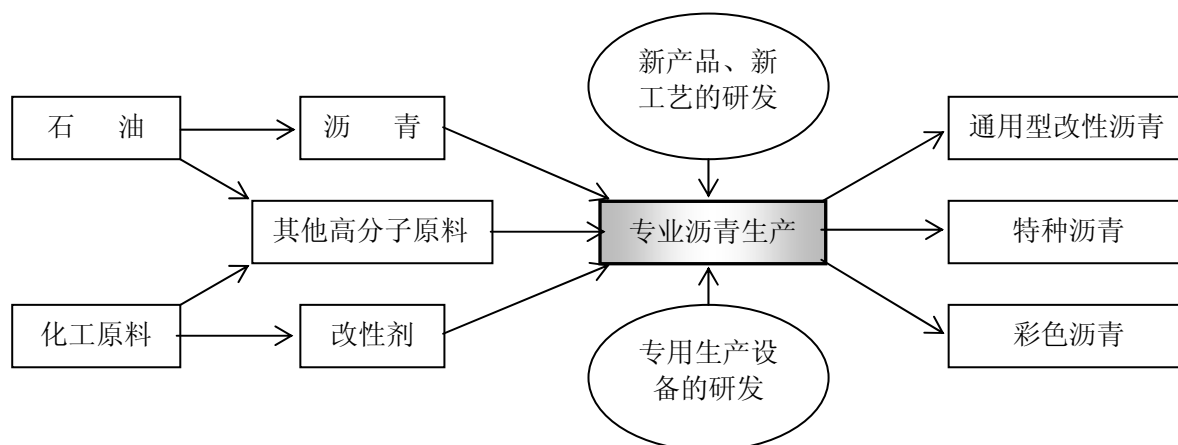 新产品、新
工艺的研发
石 油
沥 青
通用型改性沥青
其他高分子原料
专业沥青生产
特种沥青
化工原料
改性剂
彩色沥青
专用生产设
备的研发